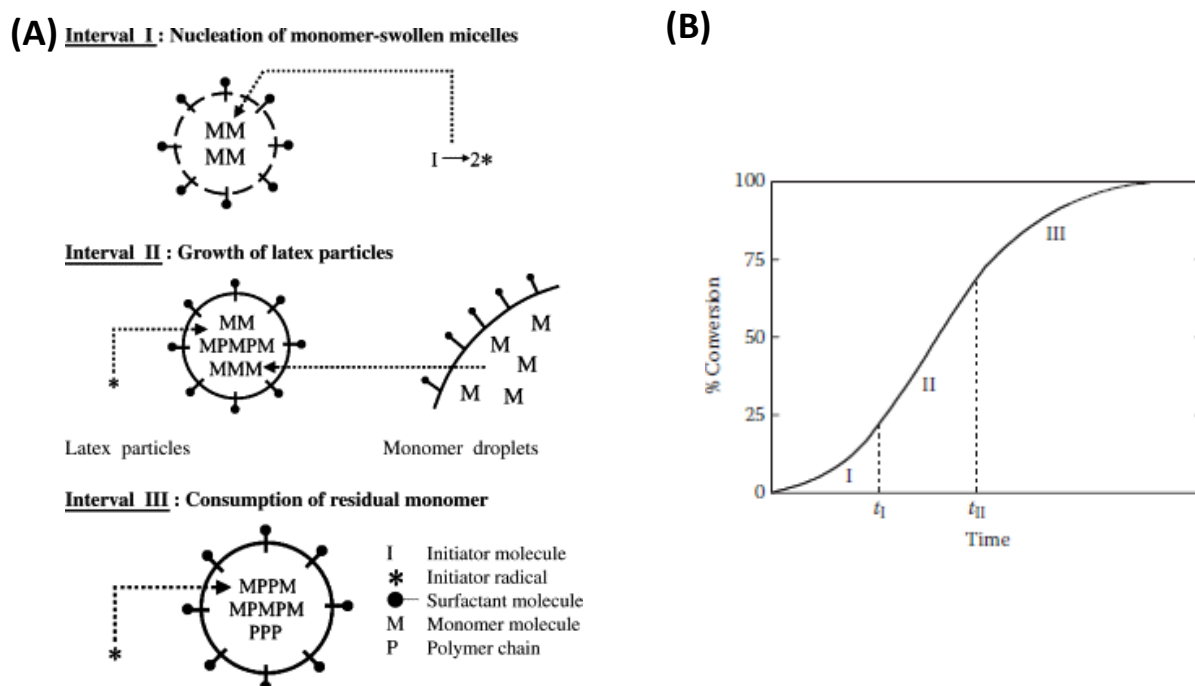 (A)
Interval I : Nucleation of monomer-swollen micelles
MM
MM
I → 2*
Interval II : Growth of latex particles
MM
MPMPM
MMM
*
M
M
M
M
M
Latex particles
Monomer droplets
Interval III : Consumption of residual monomer
MPPM
MPMPM
PPP
*
I Initiator molecule
* Initiator radical
Surfactant molecule
M Monomer molecule
P Polymer chain
(B)
100
75
50
25
0
% Conversion
I
II
III
tI
tII
Time